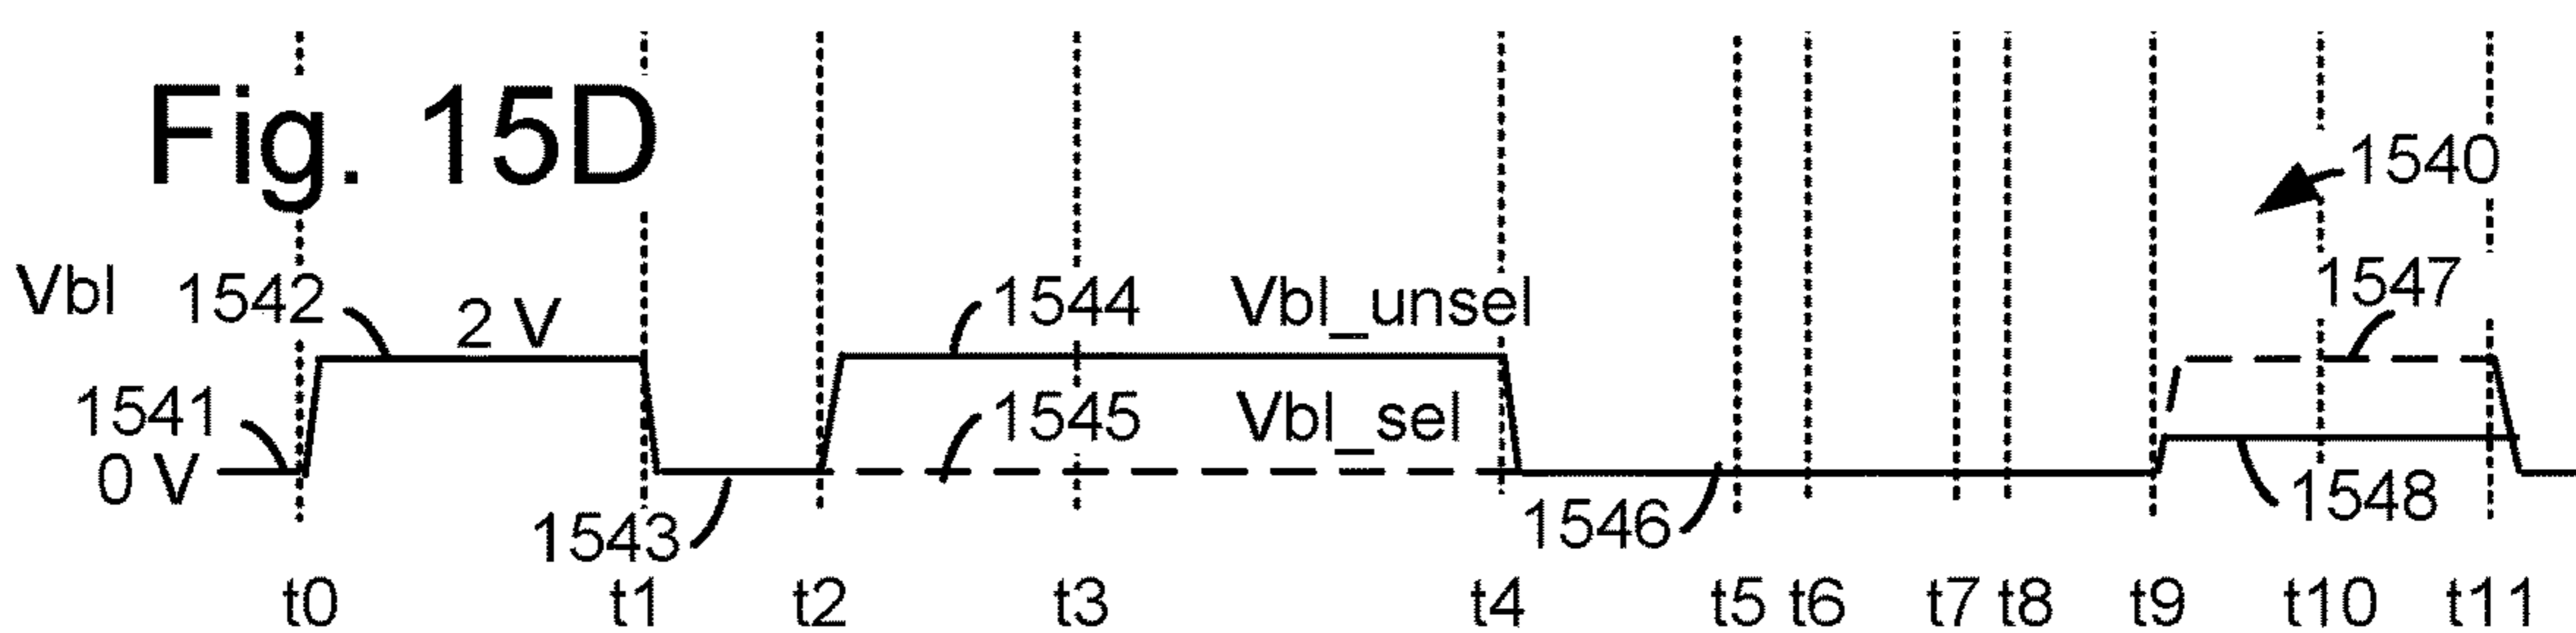 Fig. 15D
1540
Vbl 1542 2 V 1544 Vbl_unsel 1547
1541 1545 Vbl_sel
0 V 1543 1546 1548
t0 t1 t2 t3 t4 t5 t6 t7 t8 t9 t10 t11